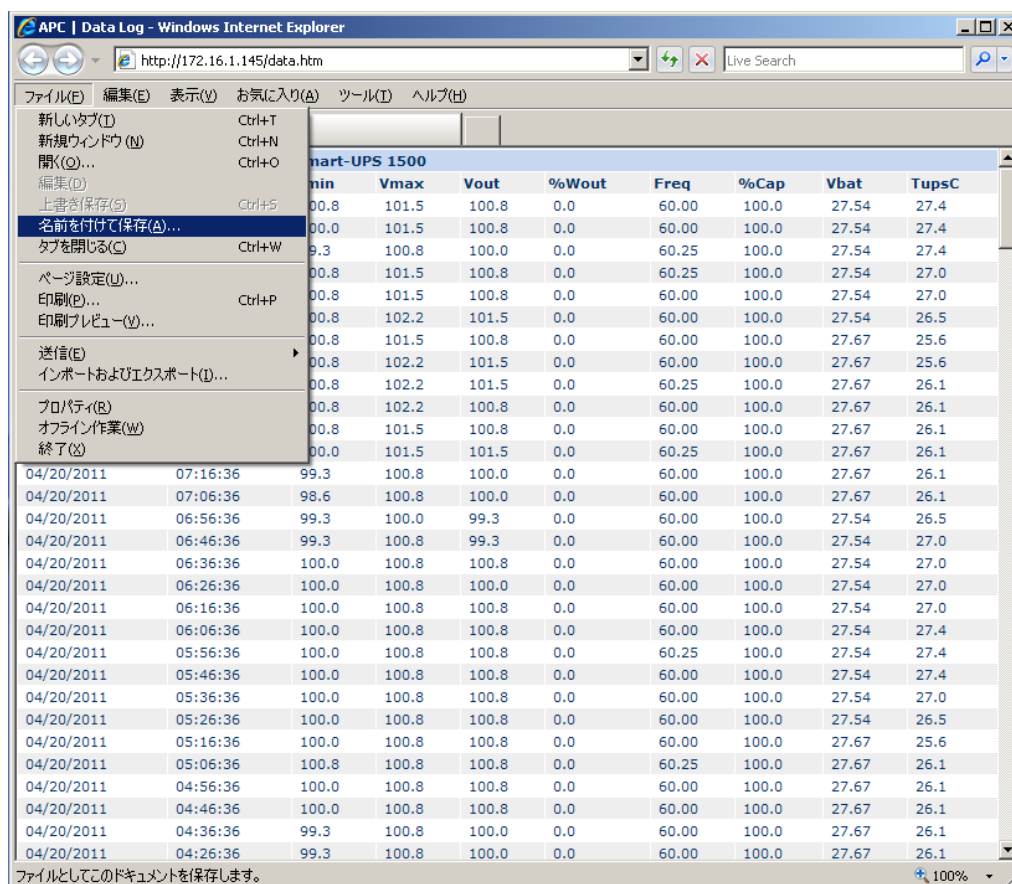 APC | Data Log - Windows Internet Explorer
http://172.16.1.145/data.htm Live Search
ファイル(F) 編集(E) 表示(V) お気に入り(A) ツール(T) ヘルプ(H)
新しいタブ(T) Ctrl+T
新規ウィンドウ(N) Ctrl+N
開く(O)... Ctrl+O
編集(D)
上書き保存(S) Ctrl+S
名前を付けて保存(A)...
タブを閉じる(C) Ctrl+W
ページ設定(U)...
印刷(P)... Ctrl+P
印刷プレビュー(V)...
送信(E)
インポートおよびエクスポート(I)...
プロパティ(R)
オフライン作業(W)
終了(X)
mart-UPS 1500
min Vmax Vout %Wout Freq %Cap Vbat TupsC
00.8 101.5 100.8 0.0 60.00 100.0 27.54 27.4
00.0 101.5 100.8 0.0 60.00 100.0 27.54 27.4
9.3 100.8 100.0 0.0 60.25 100.0 27.54 27.4
00.8 101.5 100.8 0.0 60.25 100.0 27.54 27.0
00.8 101.5 100.8 0.0 60.00 100.0 27.54 27.0
00.8 102.2 101.5 0.0 60.00 100.0 27.54 26.5
00.8 101.5 100.8 0.0 60.00 100.0 27.67 25.6
00.8 102.2 101.5 0.0 60.00 100.0 27.67 25.6
00.8 102.2 101.5 0.0 60.25 100.0 27.67 26.1
00.8 102.2 100.8 0.0 60.00 100.0 27.67 26.1
00.8 101.5 100.8 0.0 60.00 100.0 27.67 26.1
00.0 101.5 101.5 0.0 60.25 100.0 27.67 26.1
04/20/2011 07:16:36 99.3 100.8 100.0 0.0 60.00 100.0 27.67 26.1
04/20/2011 07:06:36 98.6 100.8 100.0 0.0 60.00 100.0 27.67 26.1
04/20/2011 06:56:36 99.3 100.0 99.3 0.0 60.00 100.0 27.54 26.5
04/20/2011 06:46:36 99.3 100.8 99.3 0.0 60.00 100.0 27.54 27.0
04/20/2011 06:36:36 100.0 100.8 100.8 0.0 60.00 100.0 27.54 27.0
04/20/2011 06:26:36 100.0 100.8 100.8 0.0 60.00 100.0 27.54 27.0
04/20/2011 06:16:36 100.0 100.8 100.8 0.0 60.00 100.0 27.54 27.0
04/20/2011 06:06:36 100.0 100.8 100.8 0.0 60.00 100.0 27.54 27.4
04/20/2011 05:56:36 100.0 100.8 100.8 0.0 60.25 100.0 27.54 27.4
04/20/2011 05:46:36 100.0 100.8 100.8 0.0 60.00 100.0 27.54 27.4
04/20/2011 05:36:36 100.0 100.8 100.8 0.0 60.00 100.0 27.54 27.0
04/20/2011 05:26:36 100.0 100.8 100.8 0.0 60.00 100.0 27.54 26.5
04/20/2011 05:16:36 100.0 100.8 100.8 0.0 60.00 100.0 27.67 25.6
04/20/2011 05:06:36 100.8 100.8 100.8 0.0 60.25 100.0 27.67 26.1
04/20/2011 04:56:36 100.0 100.8 100.8 0.0 60.00 100.0 27.67 26.1
04/20/2011 04:46:36 100.0 100.8 100.8 0.0 60.00 100.0 27.67 26.1
04/20/2011 04:36:36 99.3 100.8 100.0 0.0 60.00 100.0 27.67 26.1
04/20/2011 04:26:36 99.3 100.8 100.0 0.0 60.00 100.0 27.67 26.1
ファイルとしてこのドキュメントを保存します。 100%